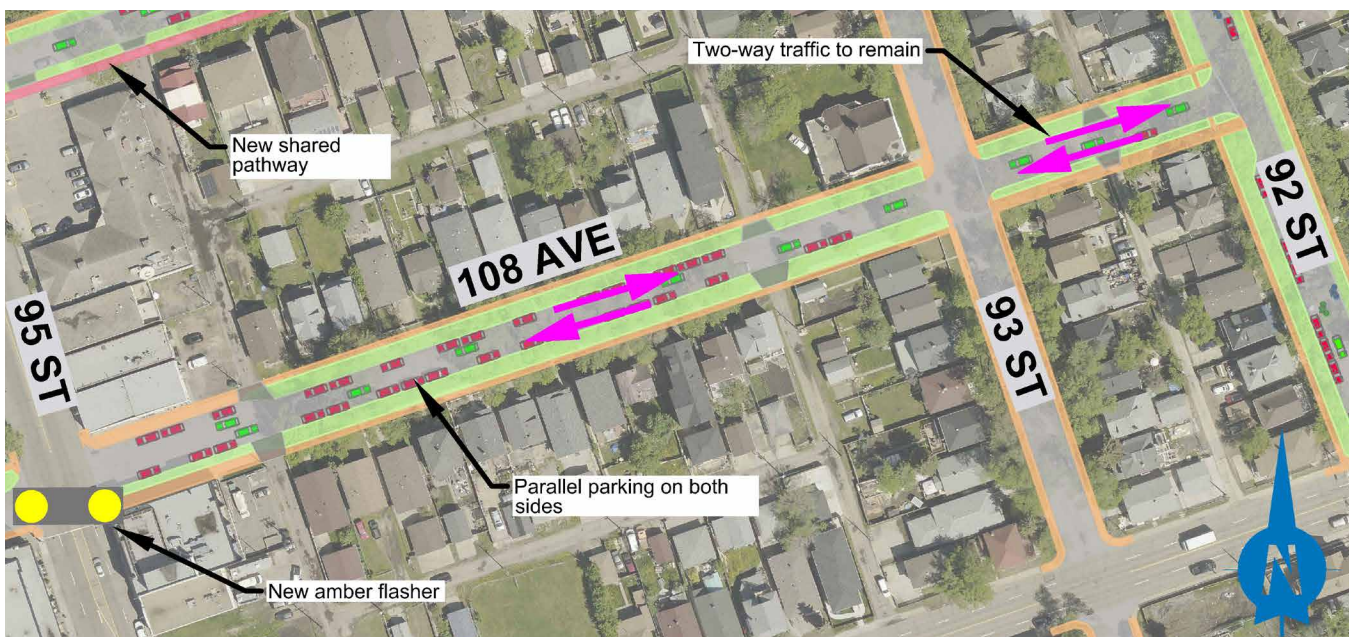 Two-way traffic to remain
New shared
pathway
108 AVE
92 ST
95 ST
93 ST
Parallel parking on both
sides
New amber flasher
N